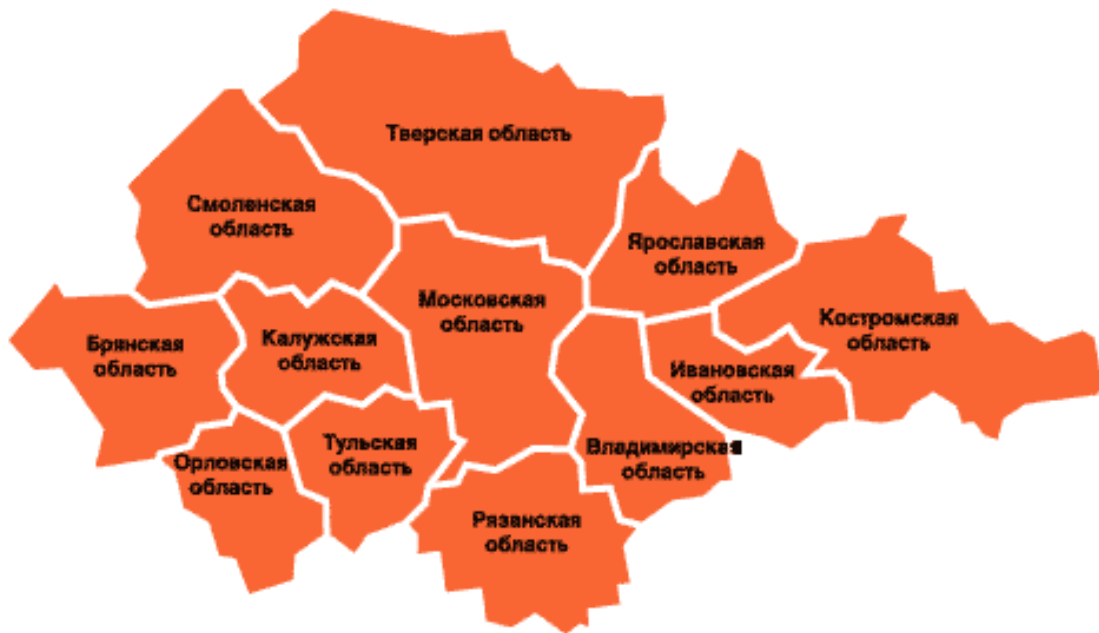 Тверская область
Смоленская
область
Ярославская
область
Московская
область
Костромская
область
Брянская
область
Калужская
область
Ивановская
область
Тульская
область
Владимирская
область
Орловская
область
Рязанская
область